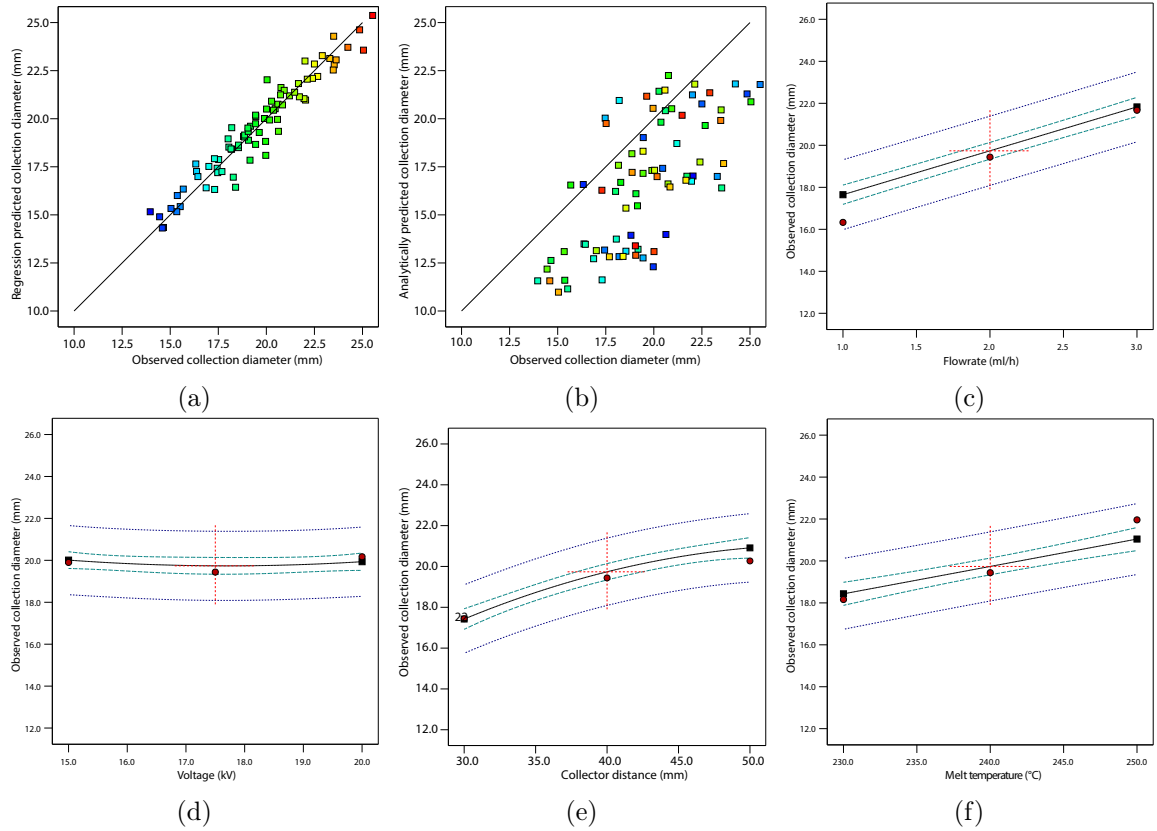 Regression predicted collection diameter (mm)
25.0
22.5
20.0
17.5
15.0
12.5
10.0
10.0 12.5 15.0 17.5 20.0 22.5 25.0
Observed collection diameter (mm)
(a)
Analytically predicted collection diameter (mm)
25.0
22.5
20.0
17.5
15.0
12.5
10.0
10.0 12.5 15.0 17.5 20.0 22.5 25.0
Observed collection diameter (mm)
(b)
Observed collection diameter (mm)
26.0
24.0
22.0
20.0
18.0
16.0
14.0
12.0
1.0 1.5 2.0 2.5 3.0
Flowrate (ml/h)
(c)
Observed collection diameter (mm)
26.0
24.0
22.0
20.0
18.0
16.0
14.0
12.0
15.0 16.0 17.0 18.0 19.0 20.0
Voltage (kV)
(d)
Observed collection diameter (mm)
26.0
24.0
22.0
20.0
18.0
16.0
14.0
12.0
30.0 35.0 40.0 45.0 50.0
Collector distance (mm)
(e)
Observed collection diameter (mm)
26.0
24.0
22.0
20.0
18.0
16.0
14.0
12.0
230.0 235.0 240.0 245.0 250.0
Melt temperature (°C)
(f)